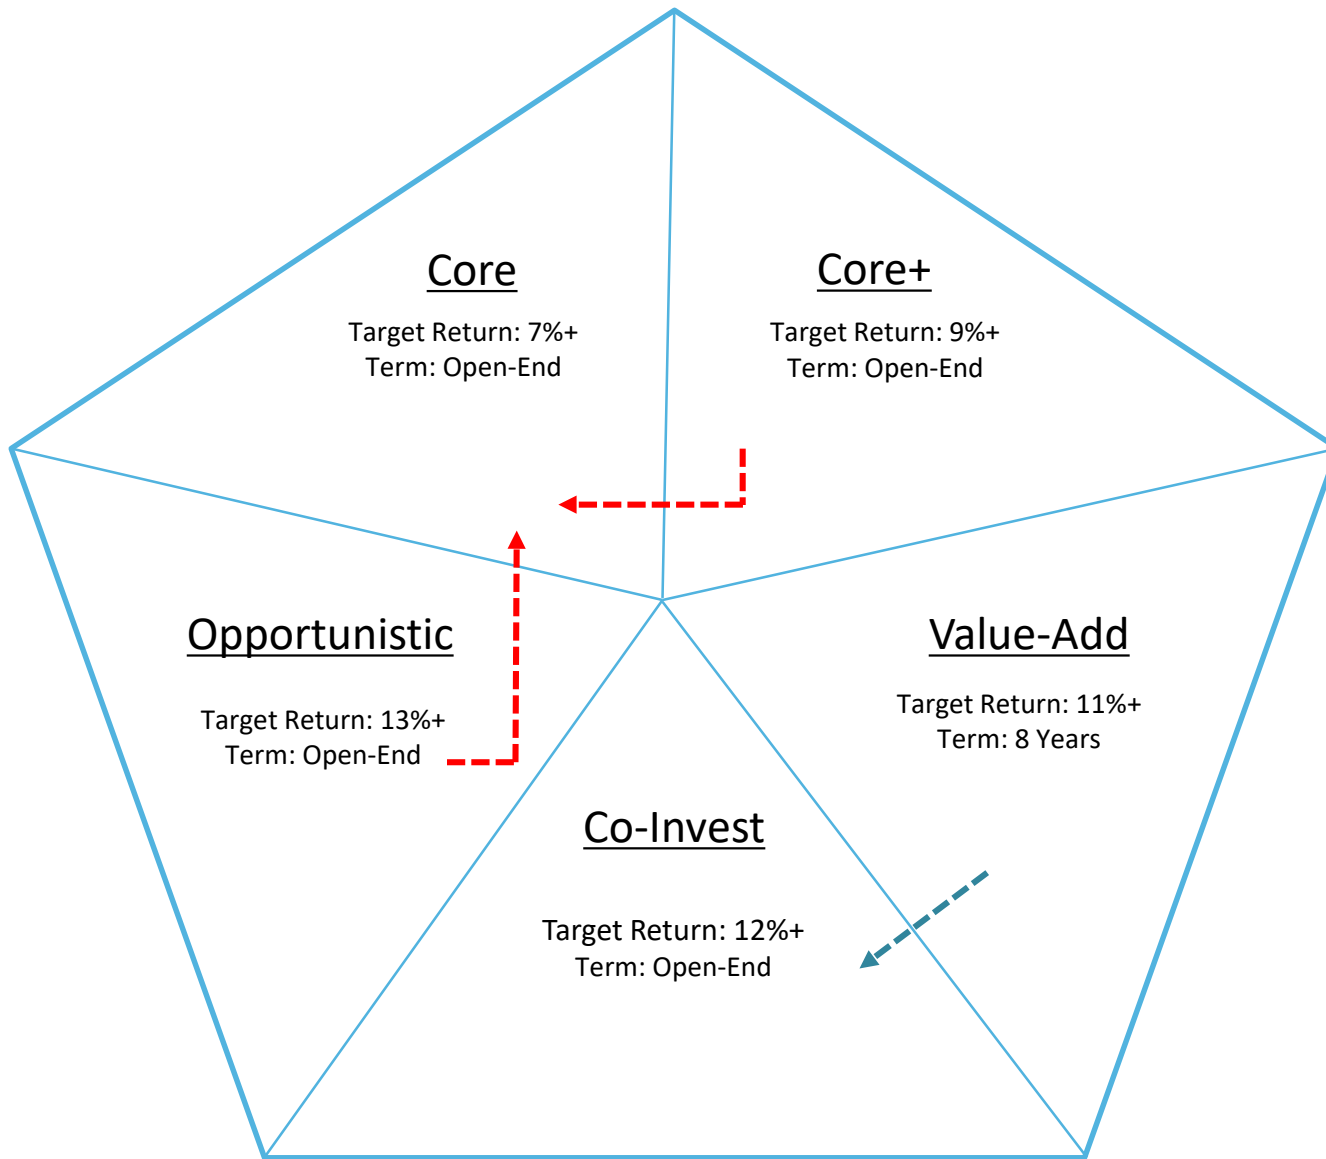 Core
Target Return: 7%+
Term: Open-End
Core+
Target Return: 9%+
Term: Open-End
Opportunistic
Target Return: 13%+
Term: Open-End
Value-Add
Target Return: 11%+
Term: 8 Years
Co-Invest
Target Return: 12%+
Term: Open-End